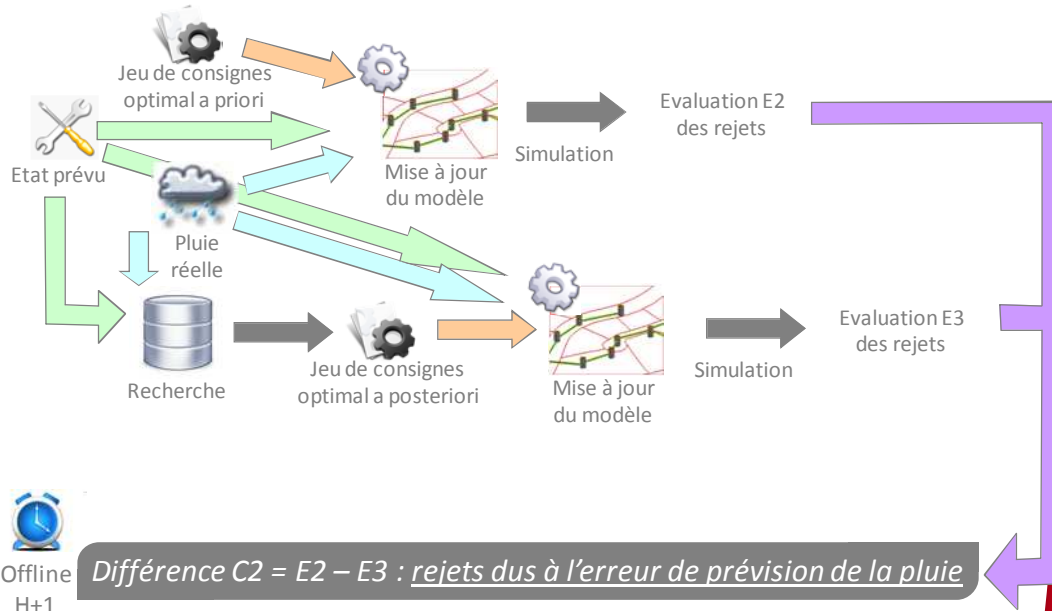 Jeu de consignes
optimal a priori
Etat prévu
Pluie
réelle
Mise à jour
du modèle
Simulation
Evaluation E2
des rejets
Recherche
Jeu de consignes
optimal a posteriori
Mise à jour
du modèle
Simulation
Evaluation E3
des rejets
Offline
H+1
Différence C2 = E2 – E3 : rejets dus à l'erreur de prévision de la pluie